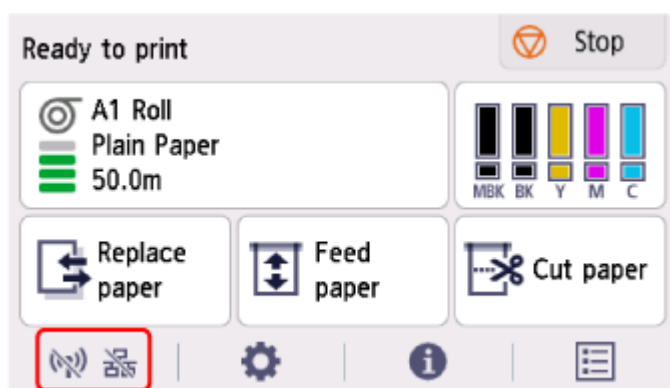 Ready to print
Stop
A1 Roll
Plain Paper
50.0m
MBK BK Y M C
Replace
paper
Feed
paper
Cut paper